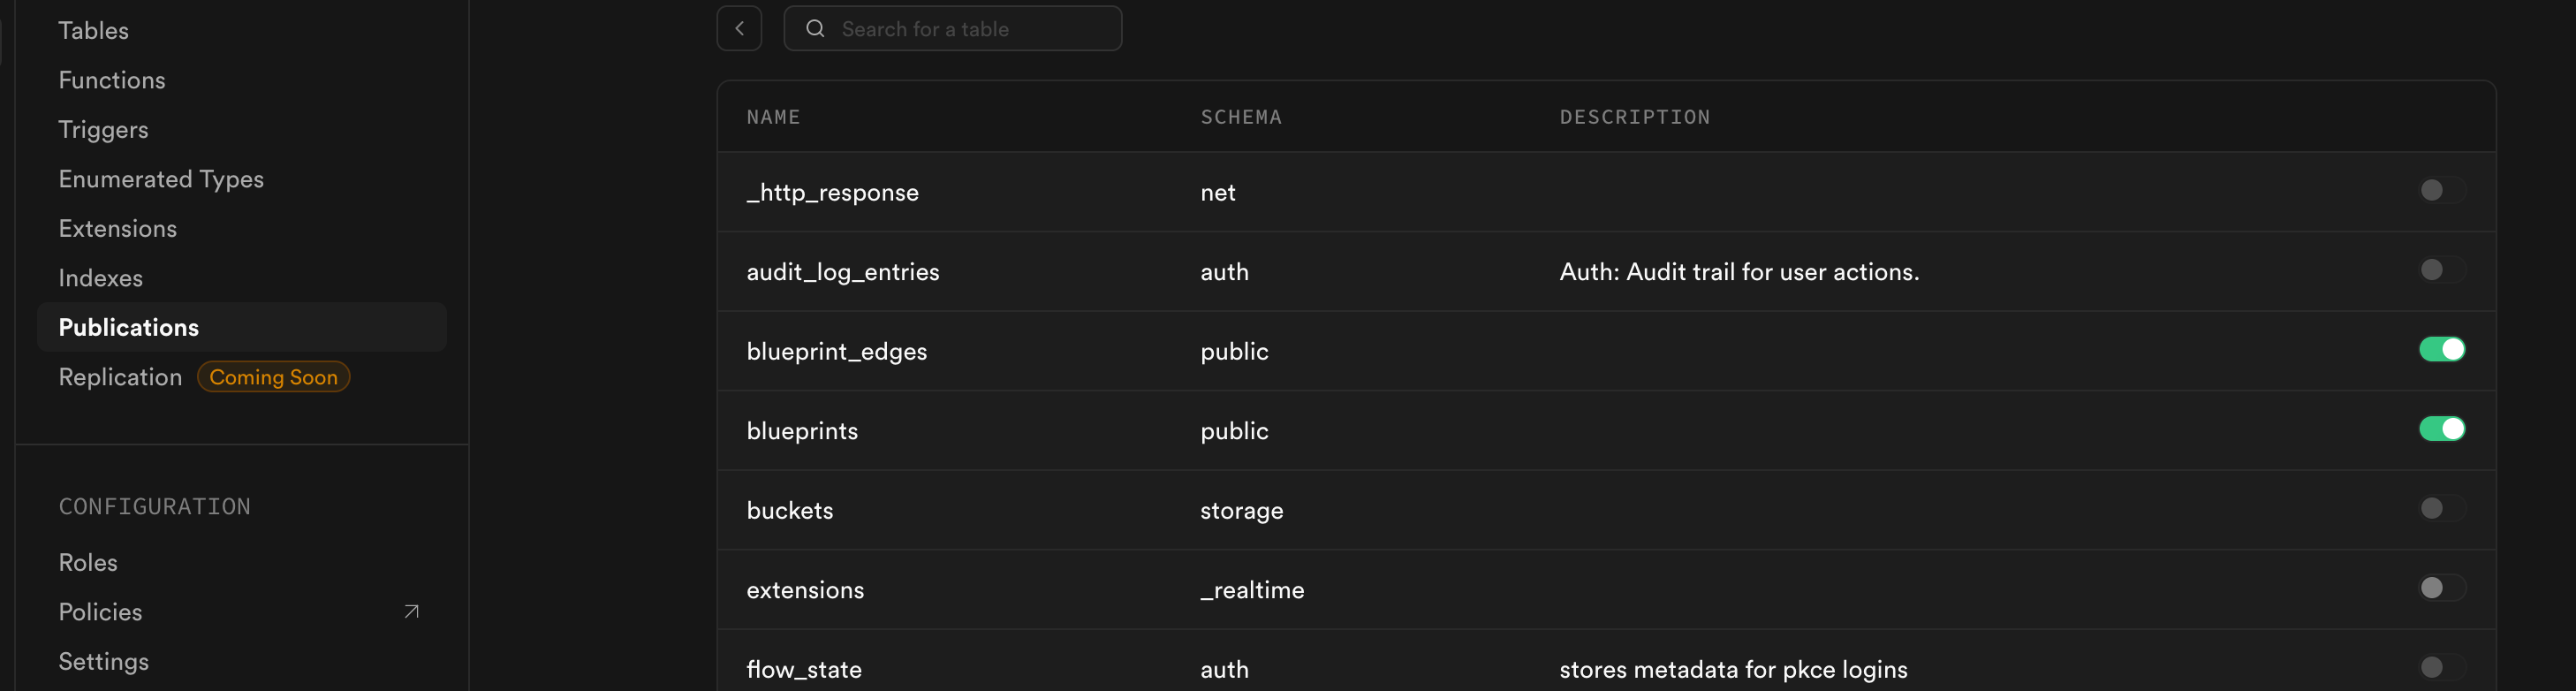 Tables
Functions
Triggers
Enumerated Types
Extensions
Indexes
Publications
Replication Coming Soon
CONFIGURATION
Roles
Policies
Settings
Search for a table
NAME SCHEMA DESCRIPTION
_http_response net
audit_log_entries auth Auth: Audit trail for user actions.
blueprint_edges public
blueprints public
buckets storage
extensions _realtime
flow_state auth stores metadata for pkce logins